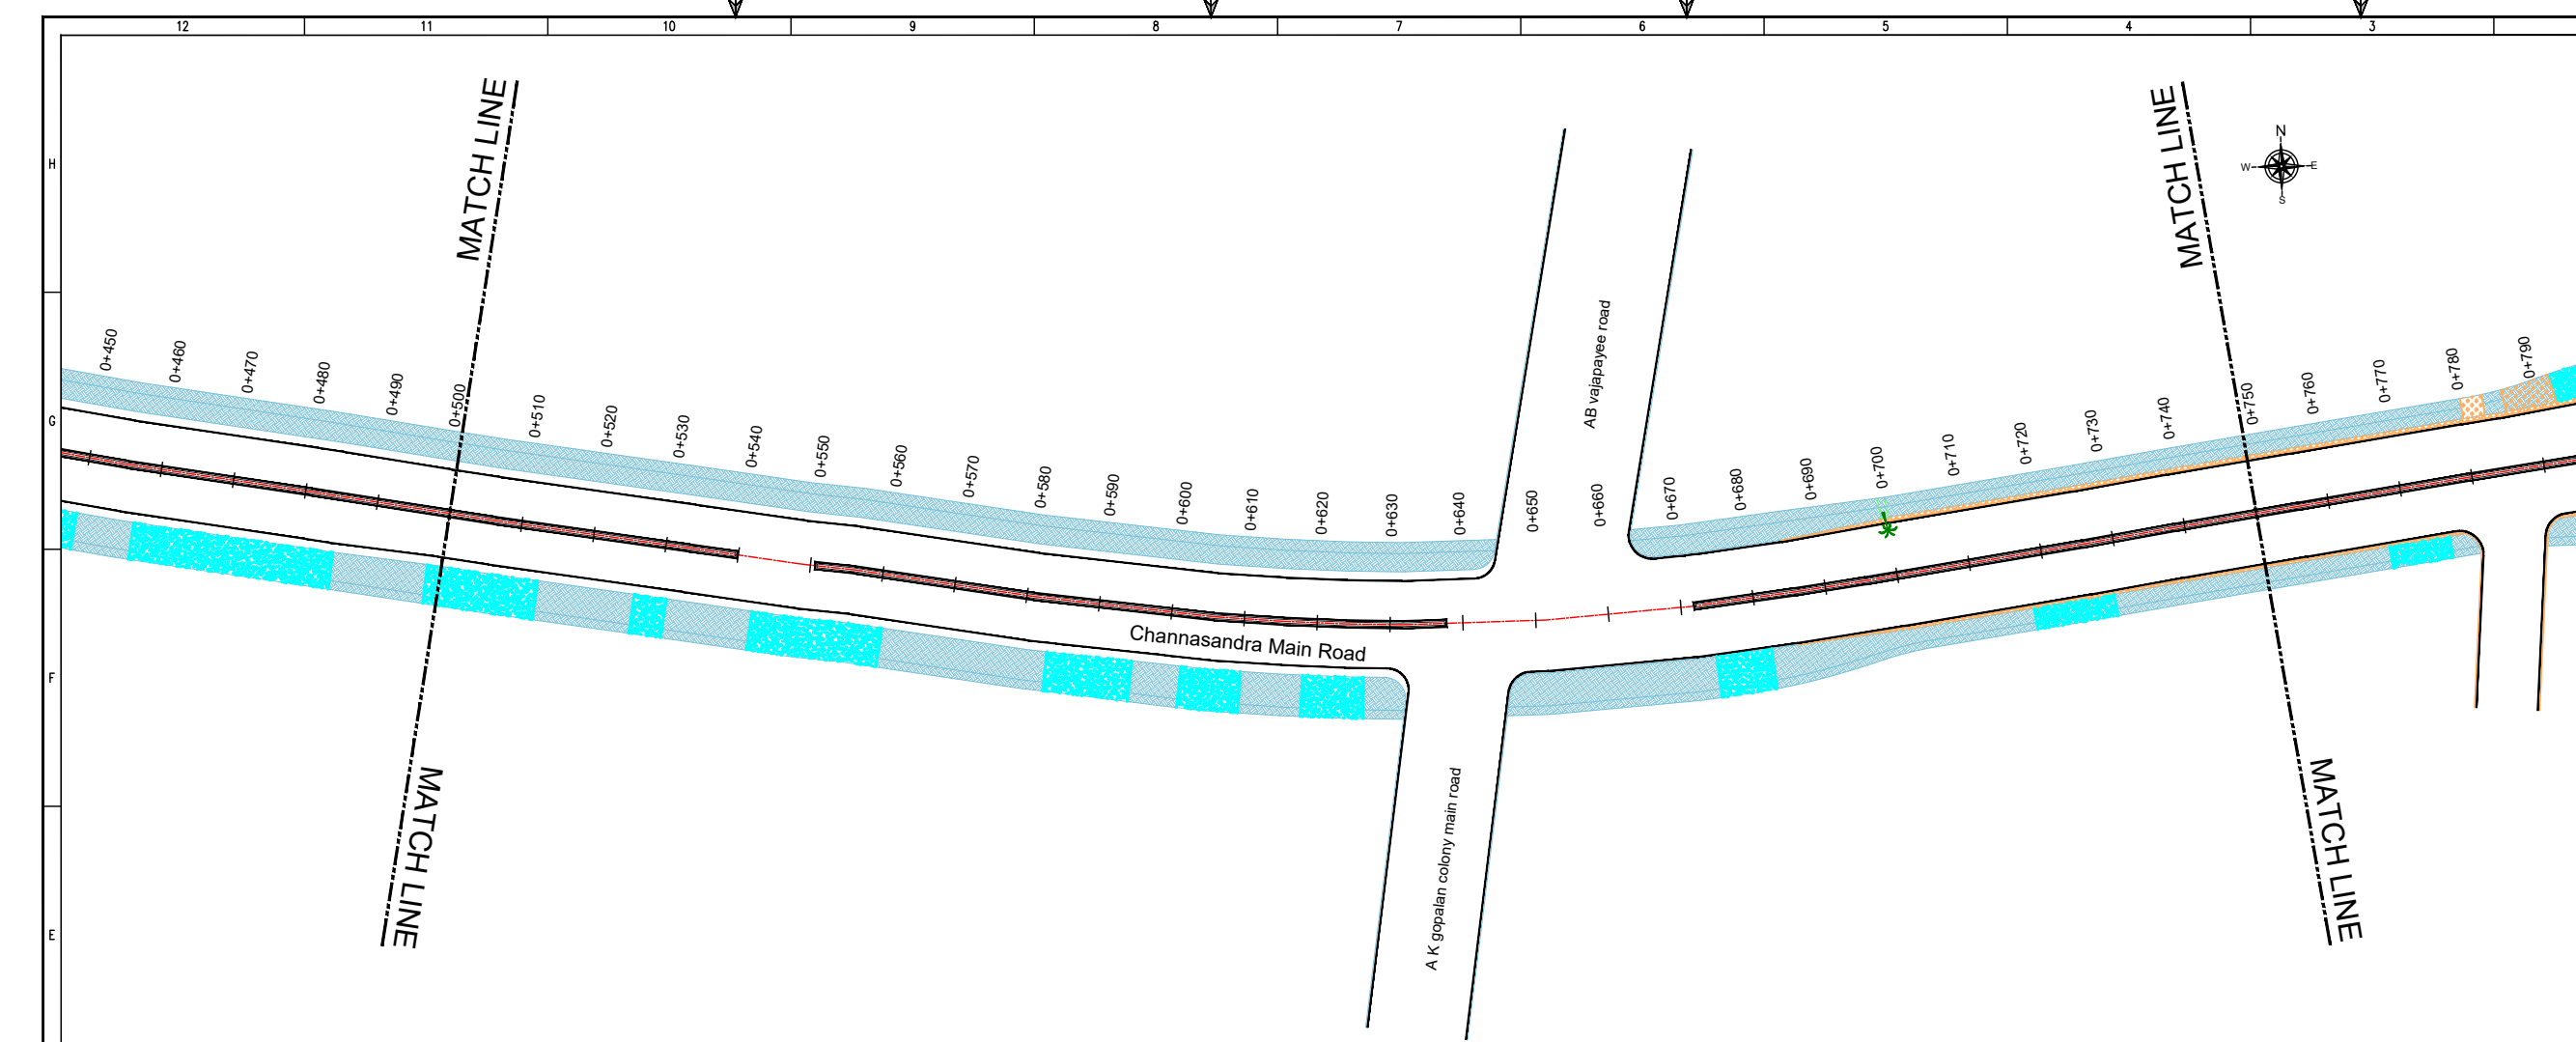 12 11 10 9 8 7 6 5 4 3
H
G
F
E
MATCH LINE
MATCH LINE
N
W E
S
0+450
0+460
0+470
0+480
0+490
0+500
0+510
0+520
0+530
0+540
0+550
0+560
0+570
0+580
0+590
0+600
0+610
0+620
0+630
0+640
0+650
0+660
0+670
0+680
0+690
0+700
0+710
0+720
0+730
0+740
0+750
0+760
0+770
0+780
0+790
AB vajapayee road
Channasandra Main Road
A K gopalan colony main road
MATCH LINE
MATCH LINE